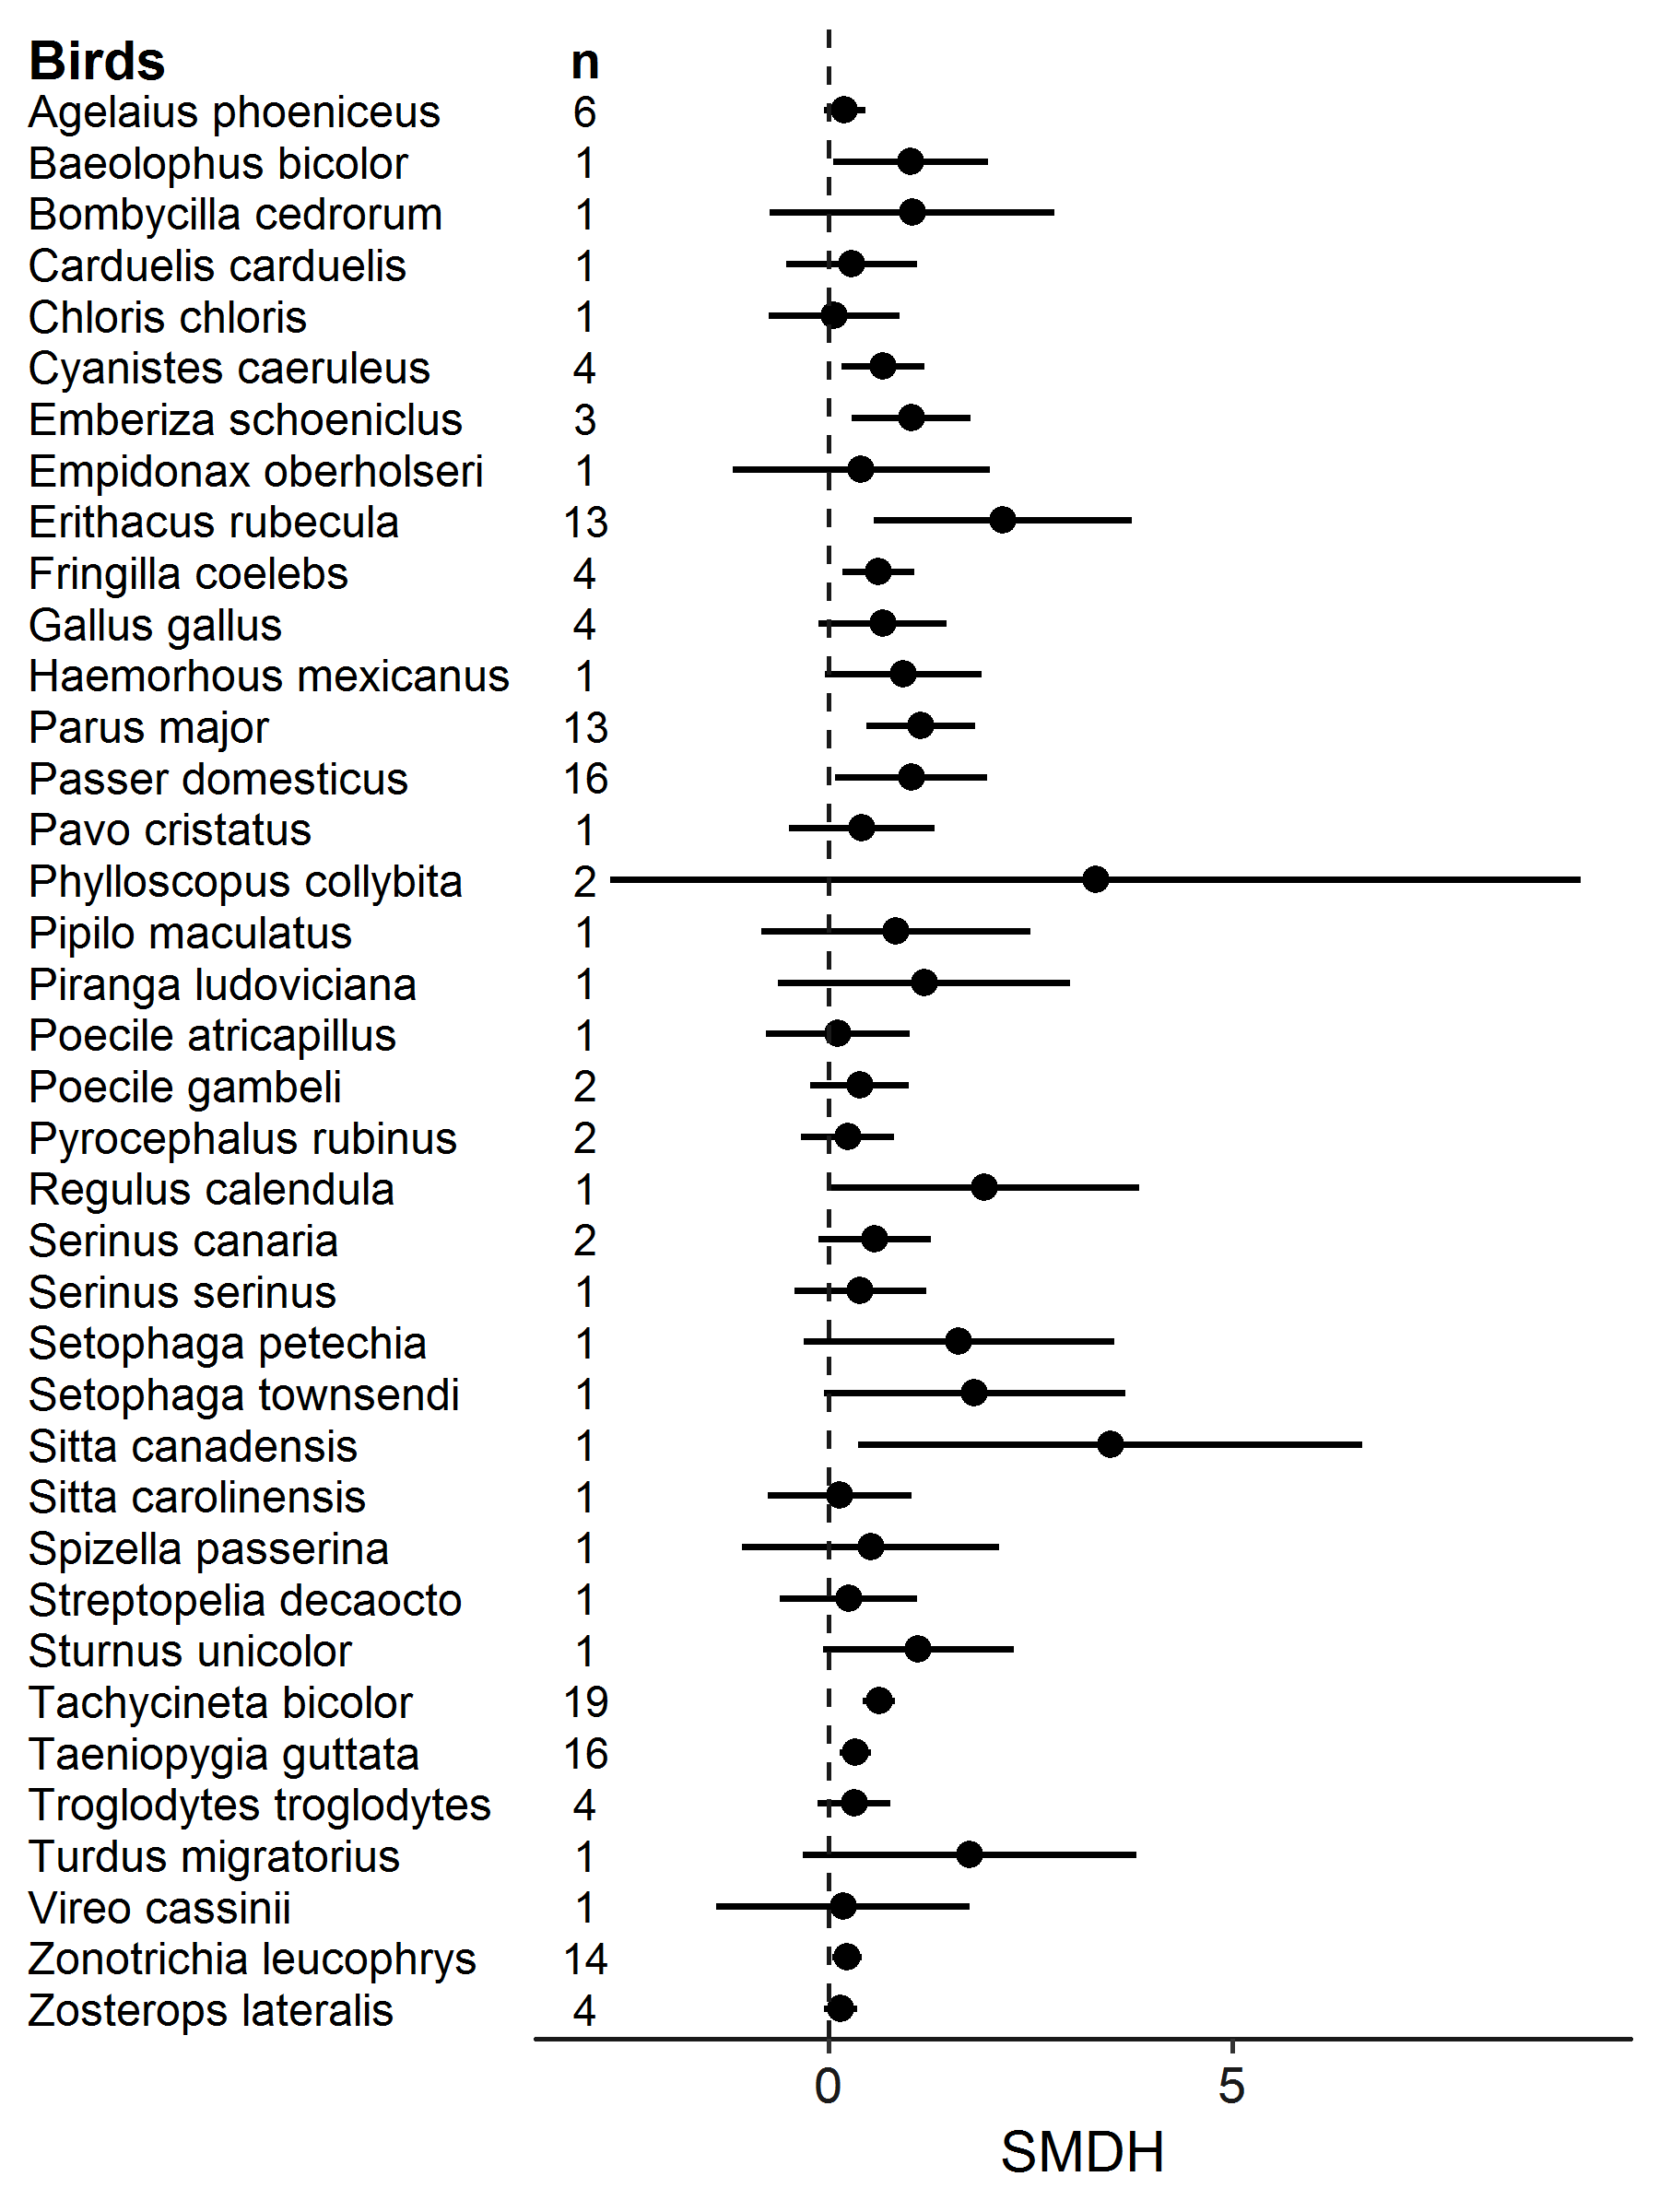 Birds n
Agelaius phoeniceus 6
Baeolophus bicolor 1
Bombycilla cedrorum 1
Carduelis carduelis 1
Chloris chloris 1
Cyanistes caeruleus 4
Emberiza schoeniclus 3
Empidonax oberholseri 1
Erithacus rubecula 13
Fringilla coelebs 4
Gallus gallus 4
Haemorhous mexicanus 1
Parus major 13
Passer domesticus 16
Pavo cristatus 1
Phylloscopus collybita 2
Pipilo maculatus 1
Piranga ludoviciana 1
Poecile atricapillus 1
Poecile gambeli 2
Pyrocephalus rubinus 2
Regulus calendula 1
Serinus canaria 2
Serinus serinus 1
Setophaga petechia 1
Setophaga townsendi 1
Sitta canadensis 1
Sitta carolinensis 1
Spizella passerina 1
Streptopelia decaocto 1
Sturnus unicolor 1
Tachycineta bicolor 19
Taeniopygia guttata 16
Troglodytes troglodytes 4
Turdus migratorius 1
Vireo cassinii 1
Zonotrichia leucophrys 14
Zosterops lateralis 4
0 5
SMDH